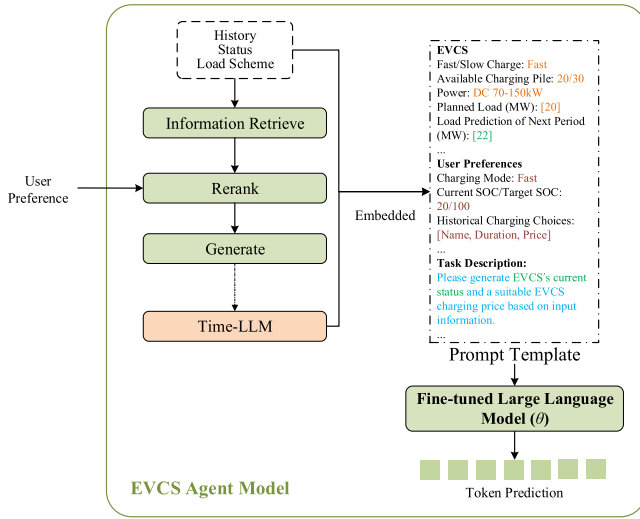 History
Status
Load Scheme
Information Retrieve
User
Preference
Rerank
Generate
Time-LLM
Embedded
EVCS
Fast/Slow Charge: Fast
Available Charging Pile: 20/30
Power: DC 70-150kW
Planned Load (MW): [20]
Load Prediction of Next Period
(MW): [22]
...
User Preferences
Charging Mode: Fast
Current SOC/Target SOC:
20/100
Historical Charging Choices:
[Name, Duration, Price]
...
Task Description:
Please generate EVCS's current
status and a suitable EVCS
charging price based on input
information.
...
Prompt Template
Fine-tuned Large Language
Model (θ)
Token Prediction
EVCS Agent Model